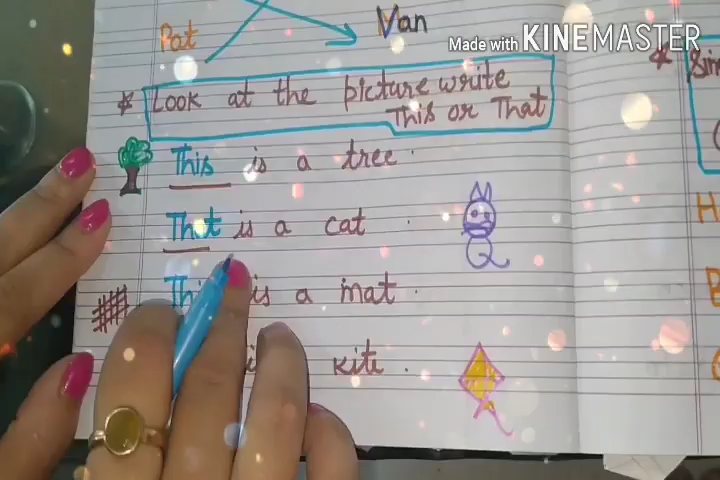 Pat
Van
Made with KINEMASTER
* Look at the picture write
This or That
This is a tree.
That is a cat.
is a mat.
kite.